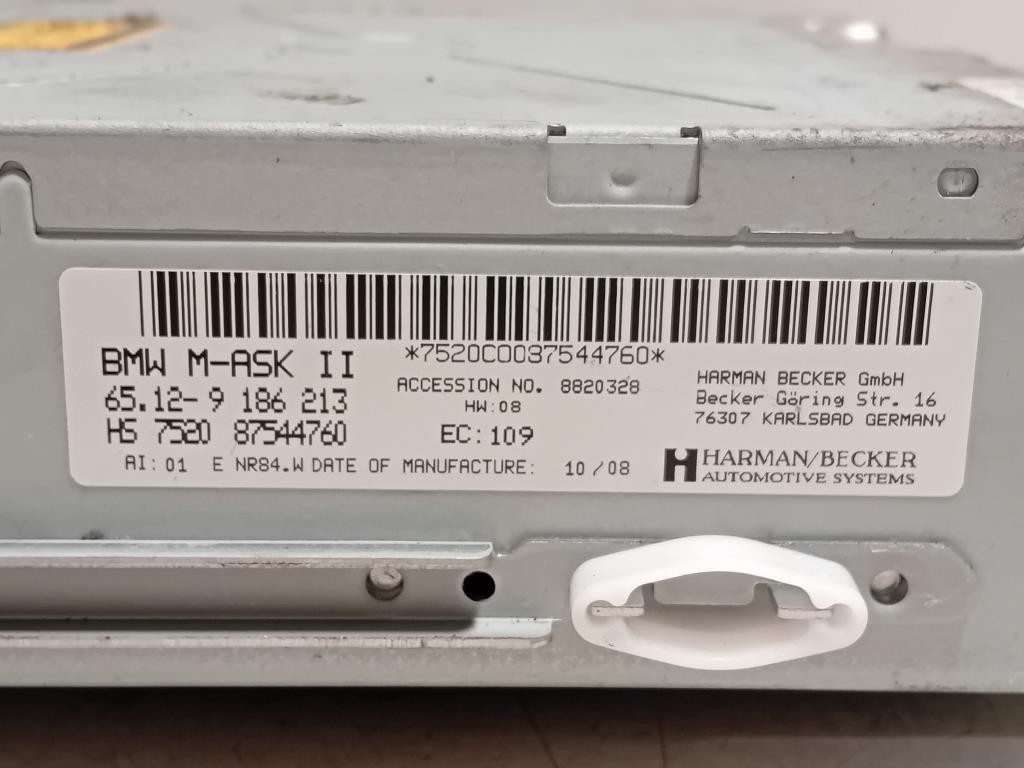 *7520C0087544760*
BMW M-ASK II
65.12-9 186 213
HS 7520 87544760
ACCESSION NO. 8820328
HW:08
EC:109
AI:01 E NR84.W DATE OF MANUFACTURE: 10/08
HARMAN BECKER GmbH
Becker Göring Str. 16
76307 KARLSBAD GERMANY
HARMAN/BECKER
AUTOMOTIVE SYSTEMS